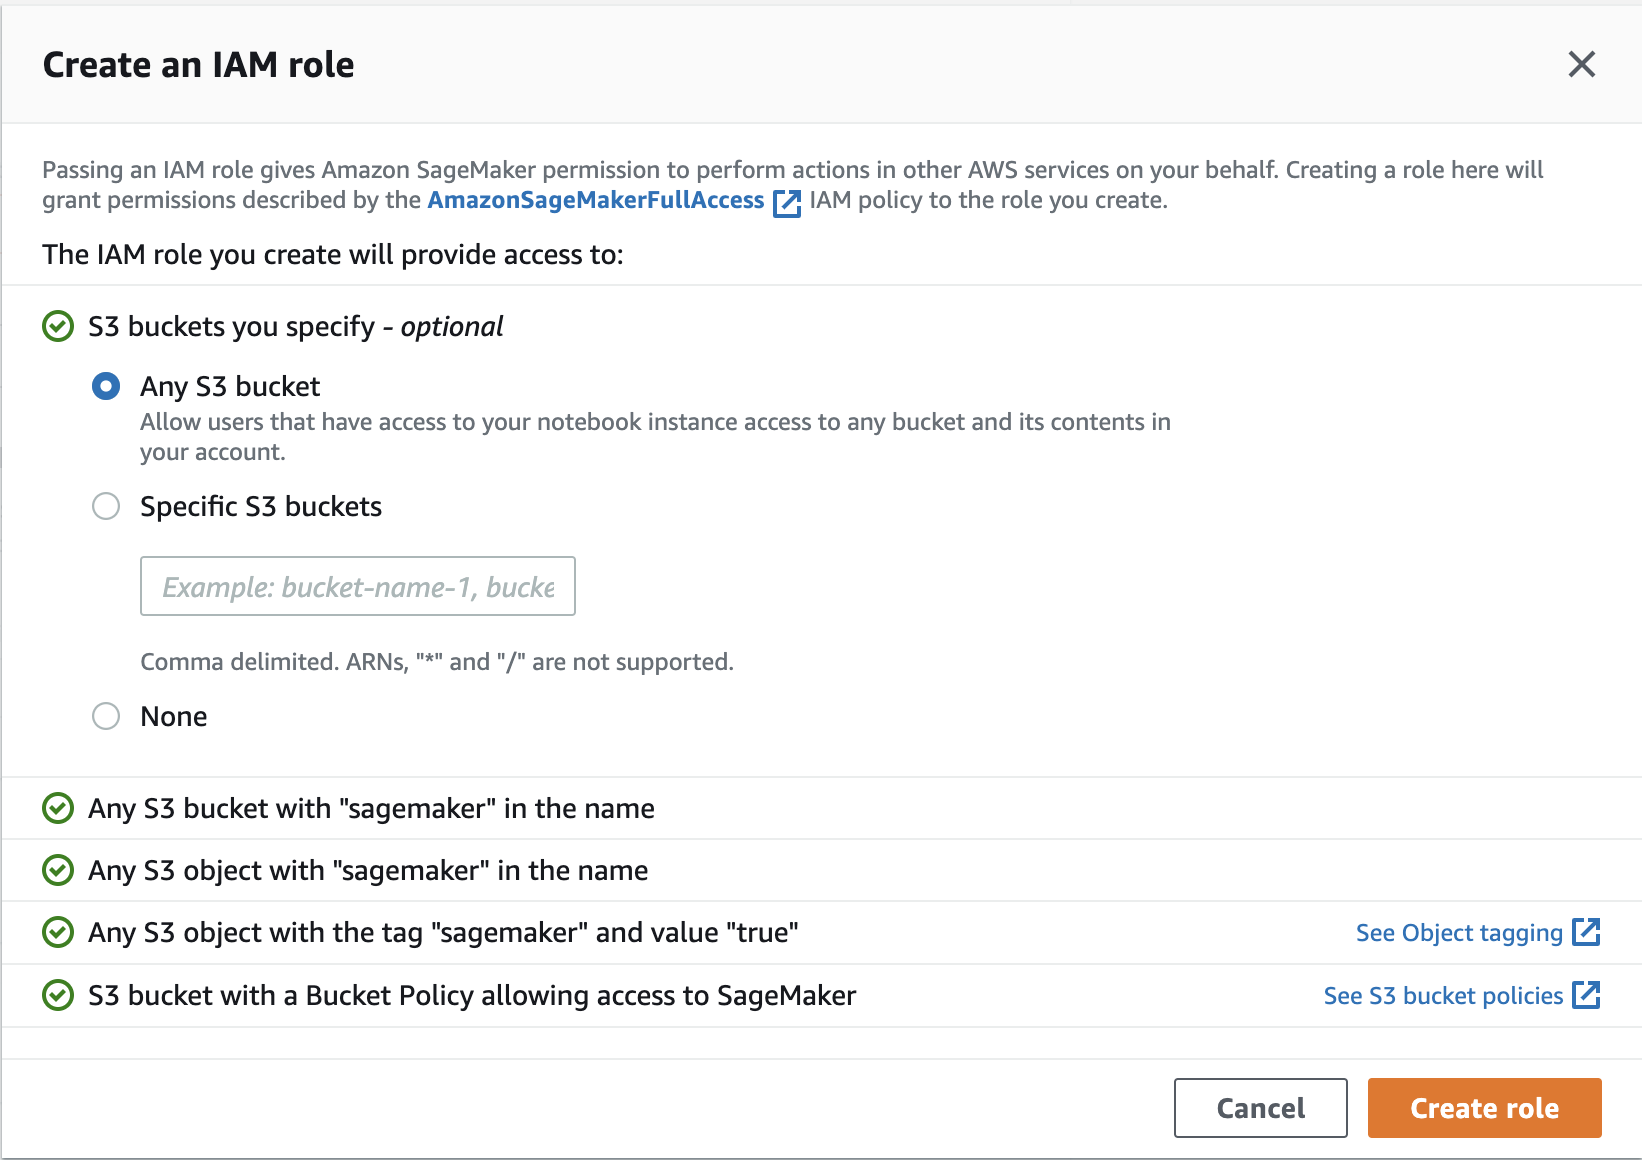 Create an IAM role
Passing an IAM role gives Amazon SageMaker permission to perform actions in other AWS services on your behalf. Creating a role here will
grant permissions described by the AmazonSageMakerFullAccess IAM policy to the role you create.
The IAM role you create will provide access to:
S3 buckets you specify - optional
Any S3 bucket
Allow users that have access to your notebook instance access to any bucket and its contents in
your account.
Specific S3 buckets
Example: bucket-name-1, bucke
Comma delimited. ARNs, "*" and "/" are not supported.
None
Any S3 bucket with "sagemaker" in the name
Any S3 object with "sagemaker" in the name
Any S3 object with the tag "sagemaker" and value "true" See Object tagging
S3 bucket with a Bucket Policy allowing access to SageMaker See S3 bucket policies
Cancel Create role